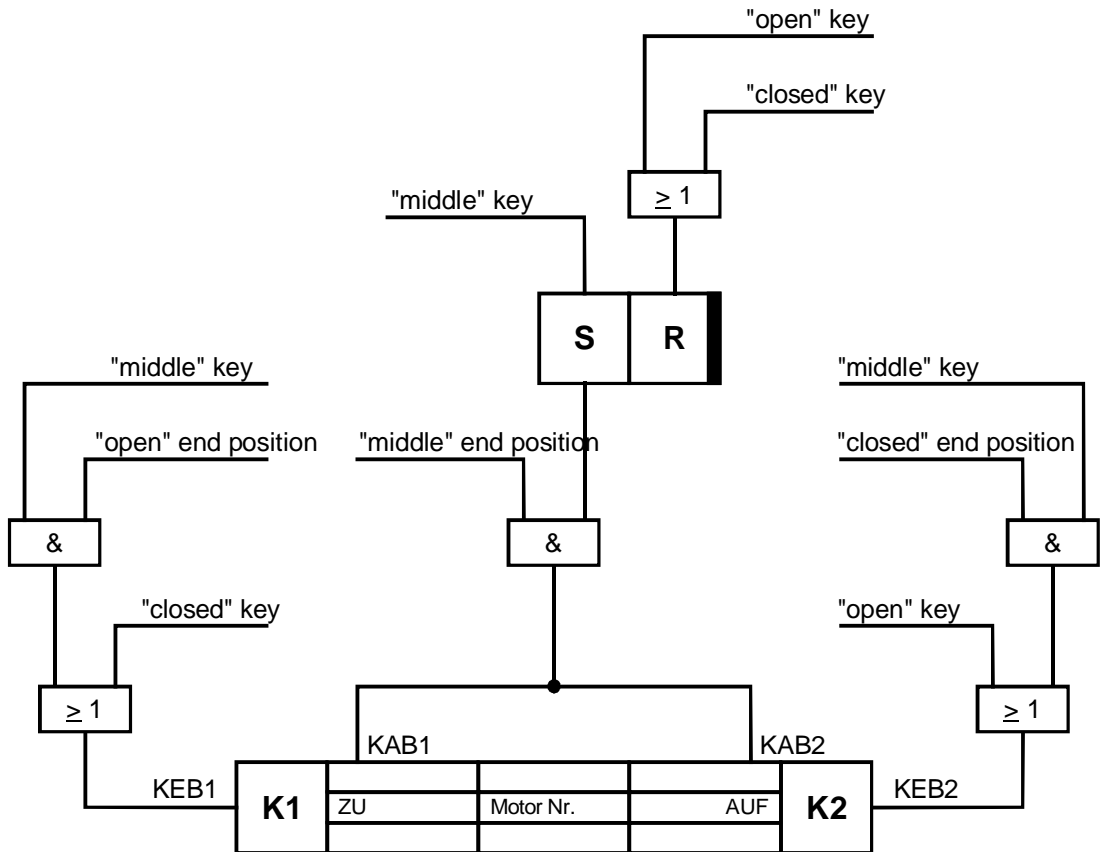 "open" key
"closed" key
≥ 1
"middle" key
S R
"middle" key
"middle" key
"open" end position
"middle" end position
"closed" end position
&
&
&
"closed" key
"open" key
≥ 1
≥ 1
KAB1
KAB2
KEB1
K1
ZU
Motor Nr.
AUF
K2
KEB2